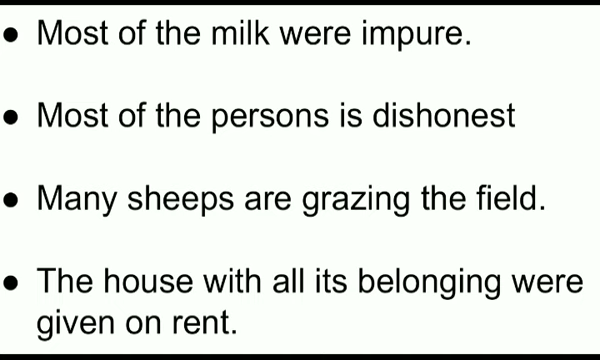 • Most of the milk were impure.
• Most of the persons is dishonest
• Many sheeps are grazing the field.
• The house with all its belonging were
given on rent.